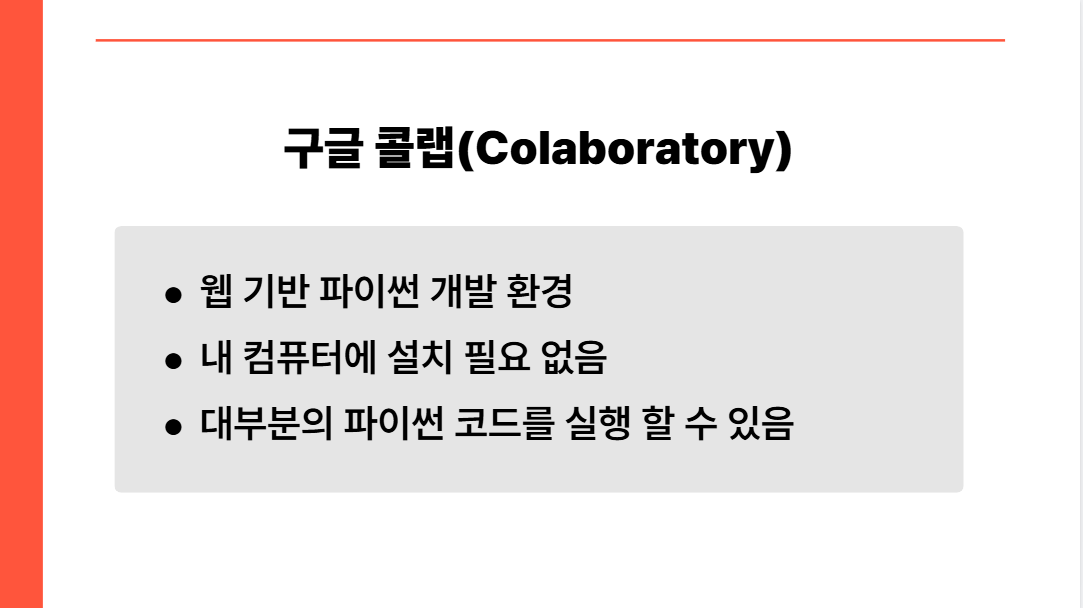 구글 콜랩(Colaboratory)
● 웹 기반 파이썬 개발 환경
● 내 컴퓨터에 설치 필요 없음
● 대부분의 파이썬 코드를 실행 할 수 있음